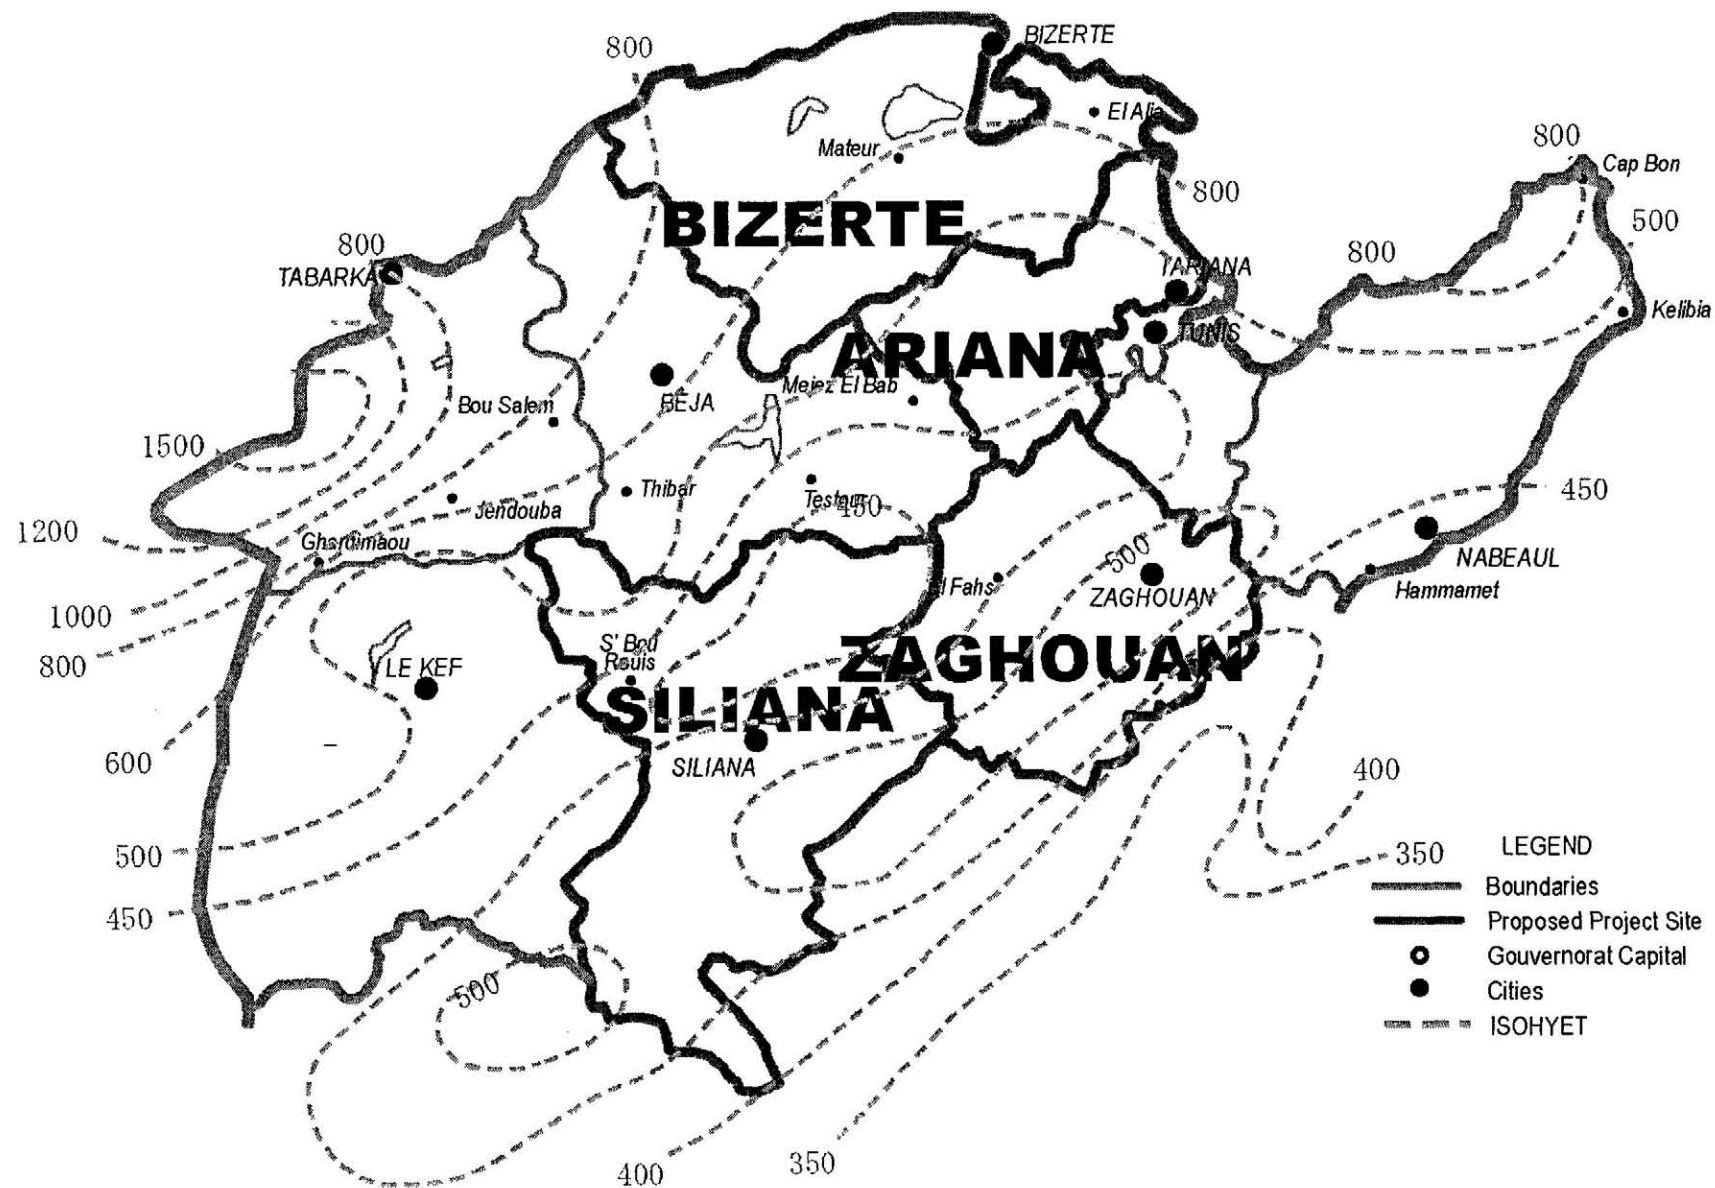 800
BIZERTE
El Alia
800
Cap Bon
Mateur
800
500
BIZERTE
800
800
TABARKA
TARIANA
Kelibia
TUNIS
ARIANA
Mejez El Bab
BEJA
Bou Salem
1500
Thibar
Testour
450
450
Jendouba
1200
Ghardimaou
500
NABEAUL
Hammamet
El Fahs
ZAGHOUAN
1000
S' Bou
Rouis
800
LE KEF
ZAGHOUAN
SILIANA
600
SILIANA
400
500
350
LEGEND
Boundaries
450
Proposed Project Site
Gouvernorat Capital
500
Cities
ISOHYET
400
350